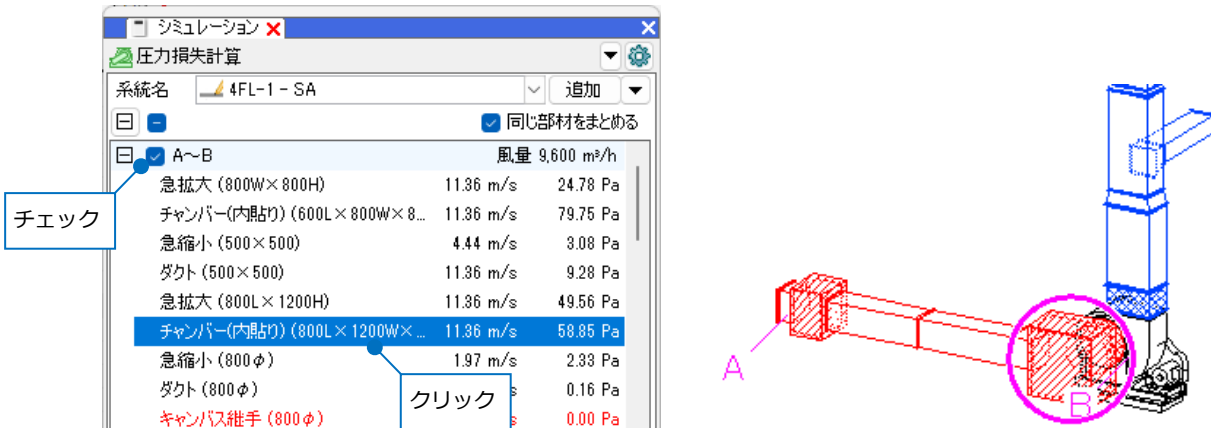 シミュレーション
圧力損失計算
系統名 4FL-1 - SA 追加
同じ部材をまとめる
A～B 風量 9,600 m³/h
急拡大 (800W×800H) 11.36 m/s 24.78 Pa
チャンバー(内貼り) (600L×800W×8... 11.36 m/s 79.75 Pa
急縮小 (500×500) 4.44 m/s 3.08 Pa
ダクト (500×500) 11.36 m/s 9.28 Pa
急拡大 (800L×1200H) 11.36 m/s 49.56 Pa
チャンバー(内貼り) (800L×1200W×... 11.36 m/s 58.85 Pa
急縮小 (800φ) 1.97 m/s 2.33 Pa
ダクト (800φ) s 0.16 Pa
キャンバス継手 (800φ) s 0.00 Pa
チェック
クリック
A
B